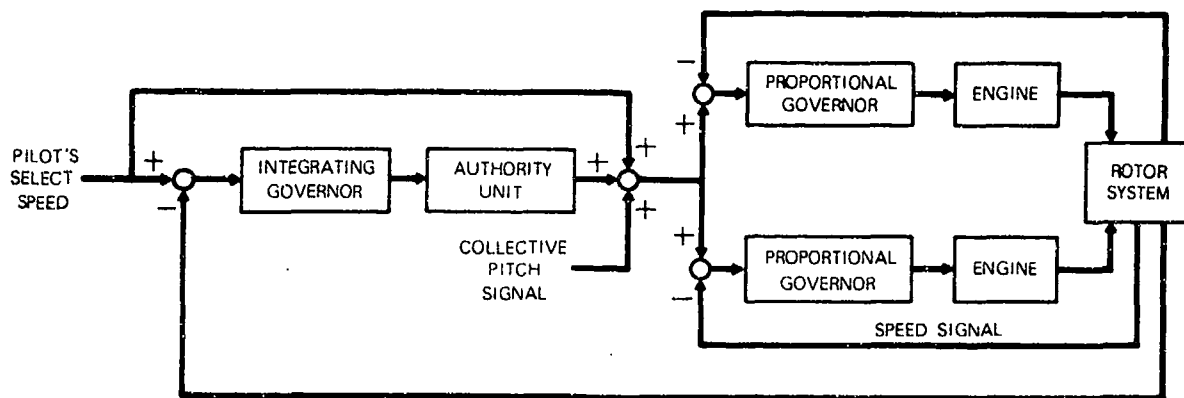 PILOT'S
SELECT
SPEED
+
−
INTEGRATING
GOVERNOR
AUTHORITY
UNIT
+
+
+
COLLECTIVE
PITCH
SIGNAL
−
+
PROPORTIONAL
GOVERNOR
ENGINE
+
−
PROPORTIONAL
GOVERNOR
ENGINE
SPEED SIGNAL
ROTOR
SYSTEM